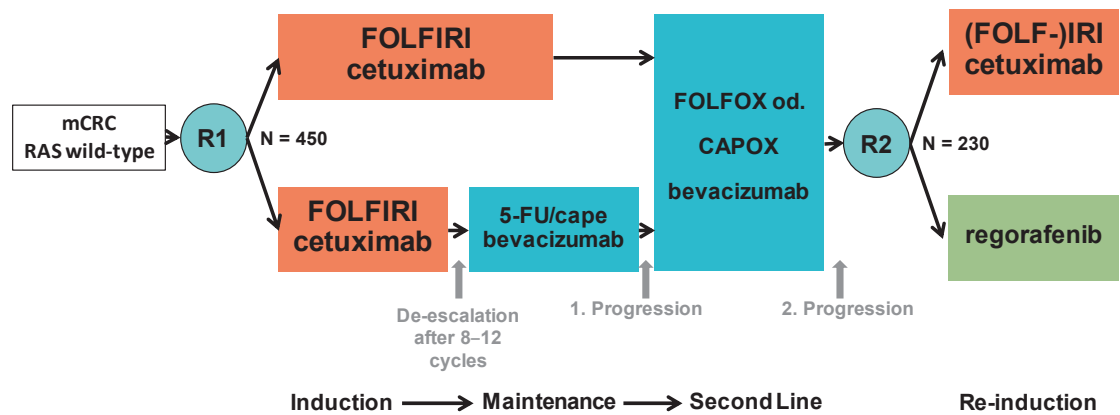 mCRC
RAS wild-type
R1
N = 450
FOLFIRI
cetuximab
FOLFIRI
cetuximab
5-FU/cape
bevacizumab
FOLFOX od.
CAPOX
bevacizumab
R2
N = 230
(FOLF-)IRI
cetuximab
regorafenib
De-escalation
after 8–12
cycles
1. Progression
2. Progression
Induction
Maintenance
Second Line
Re-induction